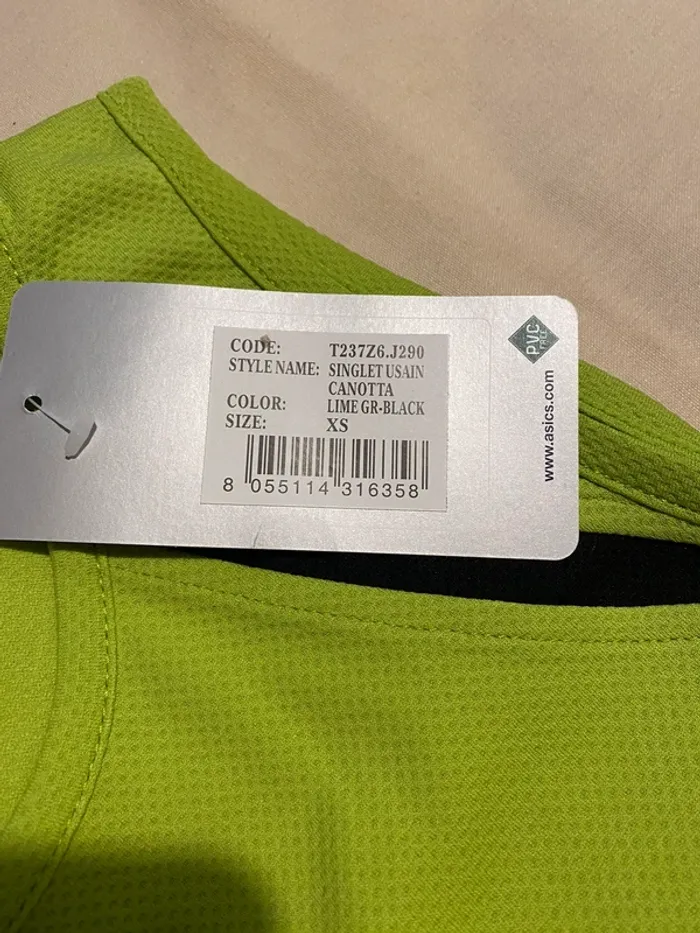 CODE: T237Z6.J290
STYLE NAME: SINGLET USAIN
CANOTTA
COLOR: LIME GR-BLACK
SIZE: XS
8 055114 316358
PVC
FREE
www.asics.com